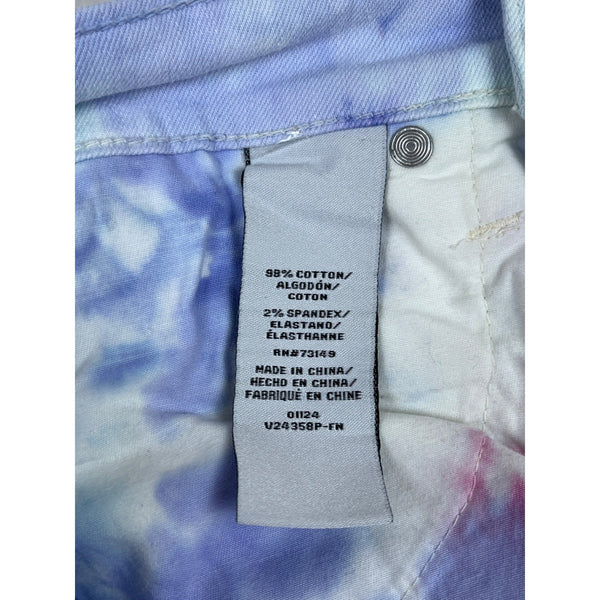 98% COTTON/
ALGODÓN/
COTON
2% SPANDEX/
ELASTANO/
ÉLASTHANNE
RN#73149
MADE IN CHINA/
HECHO EN CHINA/
FABRIQUÉ EN CHINE
01124
V24358P-FN